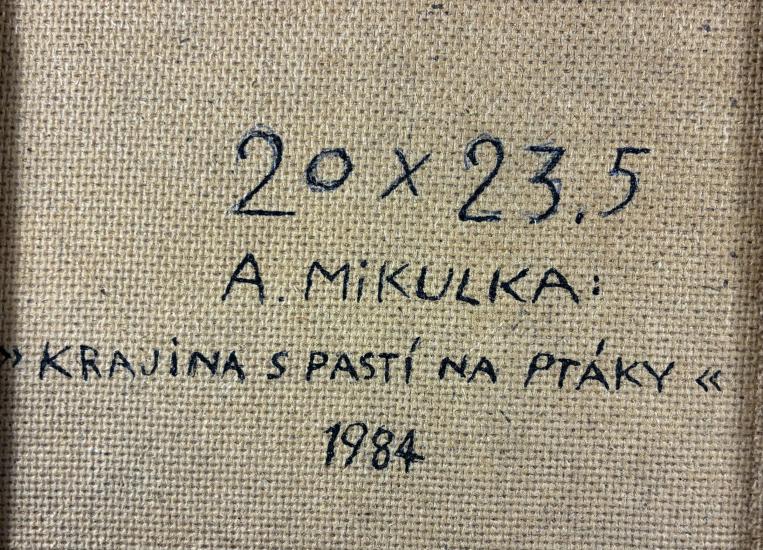 20 x 23.5
A. MiKULKA:
»KRAJiNA S PASTÍ NA PTÁKY«
1984